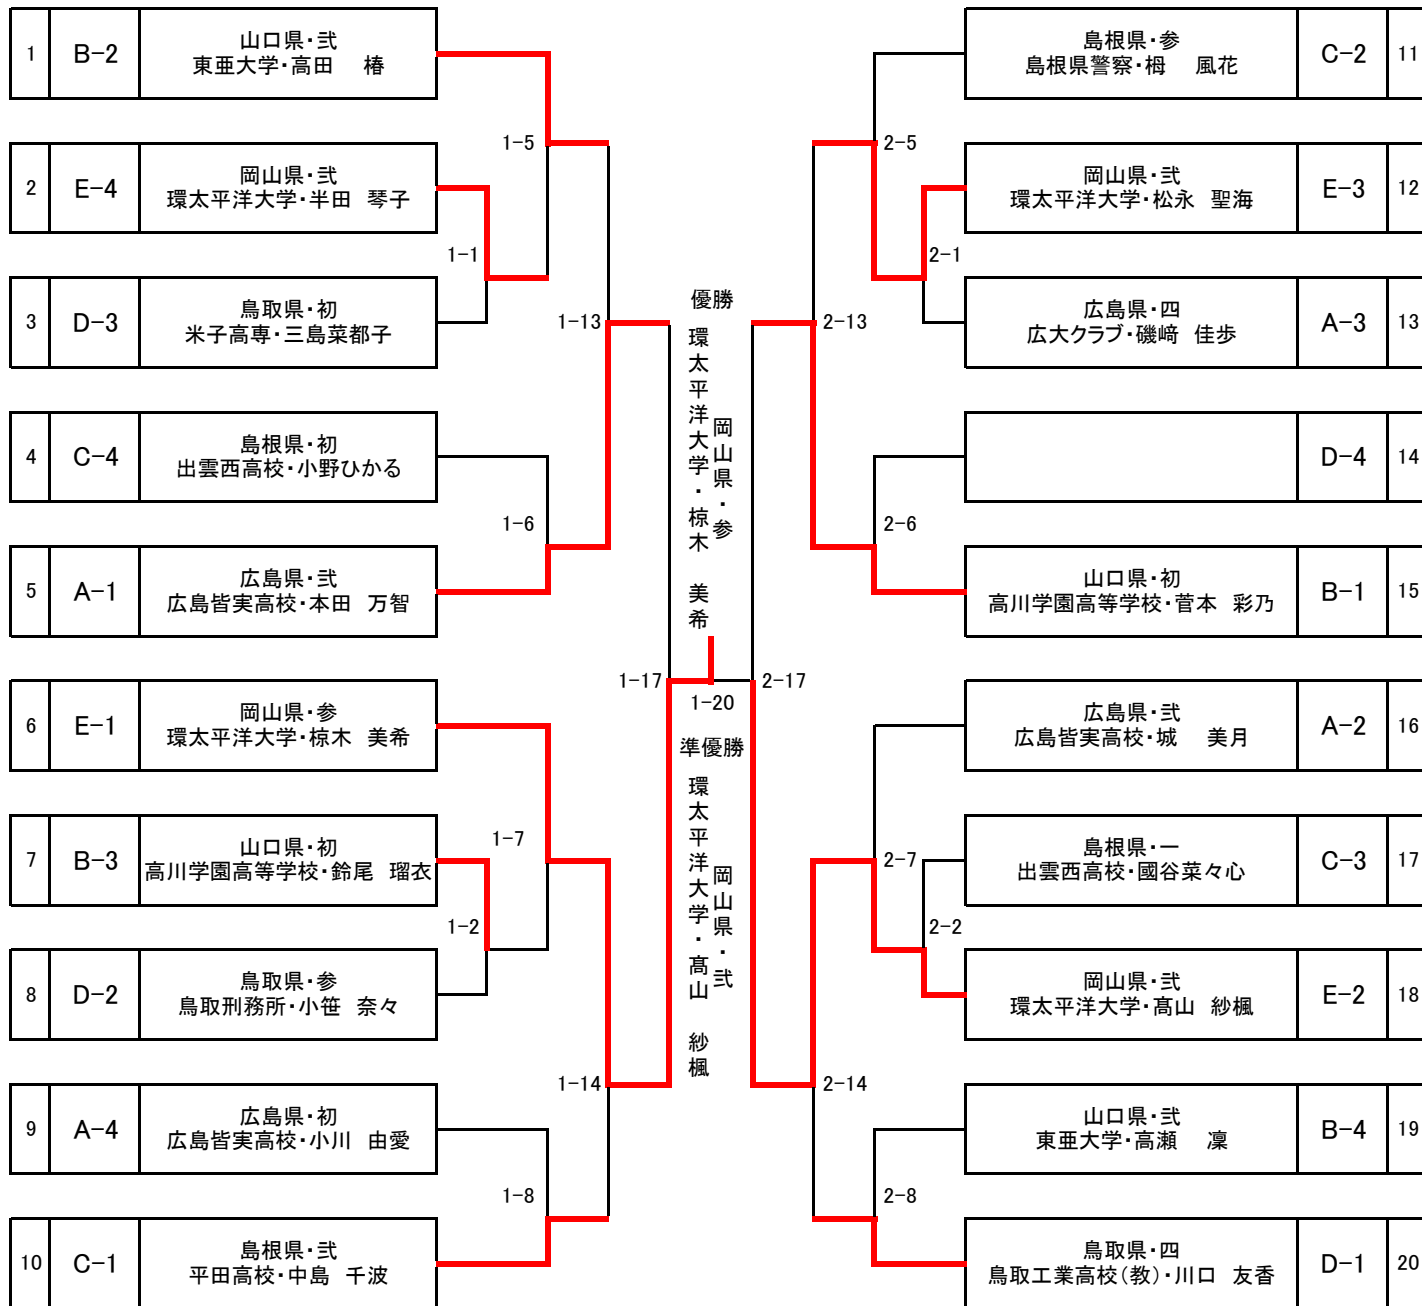 1 B-2 山口県・弐
東亜大学・高田　椿
2 E-4 岡山県・弐
環太平洋大学・半田　琴子
3 D-3 鳥取県・初
米子高専・三島菜都子
4 C-4 島根県・初
出雲西高校・小野ひかる
5 A-1 広島県・弐
広島皆実高校・本田　万智
6 E-1 岡山県・参
環太平洋大学・椋木　美希
7 B-3 山口県・初
高川学園高等学校・鈴尾　瑠衣
8 D-2 鳥取県・参
鳥取刑務所・小笹　奈々
9 A-4 広島県・初
広島皆実高校・小川　由愛
10 C-1 島根県・弐
平田高校・中島　千波
1-5
1-1
1-13
1-6
1-17
1-7
1-2
1-14
1-8
優勝
岡山県・参
環太平洋大学・椋木　美希
1-20
準優勝
岡山県・弐
環太平洋大学・髙山　紗楓
2-5
2-1
2-13
2-6
2-17
2-7
2-2
2-14
2-8
島根県・参
島根県警察・栂　風花 C-2 11
岡山県・弐
環太平洋大学・松永　聖海 E-3 12
広島県・四
広大クラブ・磯﨑　佳歩 A-3 13
D-4 14
山口県・初
高川学園高等学校・菅本　彩乃 B-1 15
広島県・弐
広島皆実高校・城　美月 A-2 16
島根県・一
出雲西高校・國谷菜々心 C-3 17
岡山県・弐
環太平洋大学・髙山　紗楓 E-2 18
山口県・弐
東亜大学・高瀬　凜 B-4 19
鳥取県・四
鳥取工業高校(教)・川口　友香 D-1 20